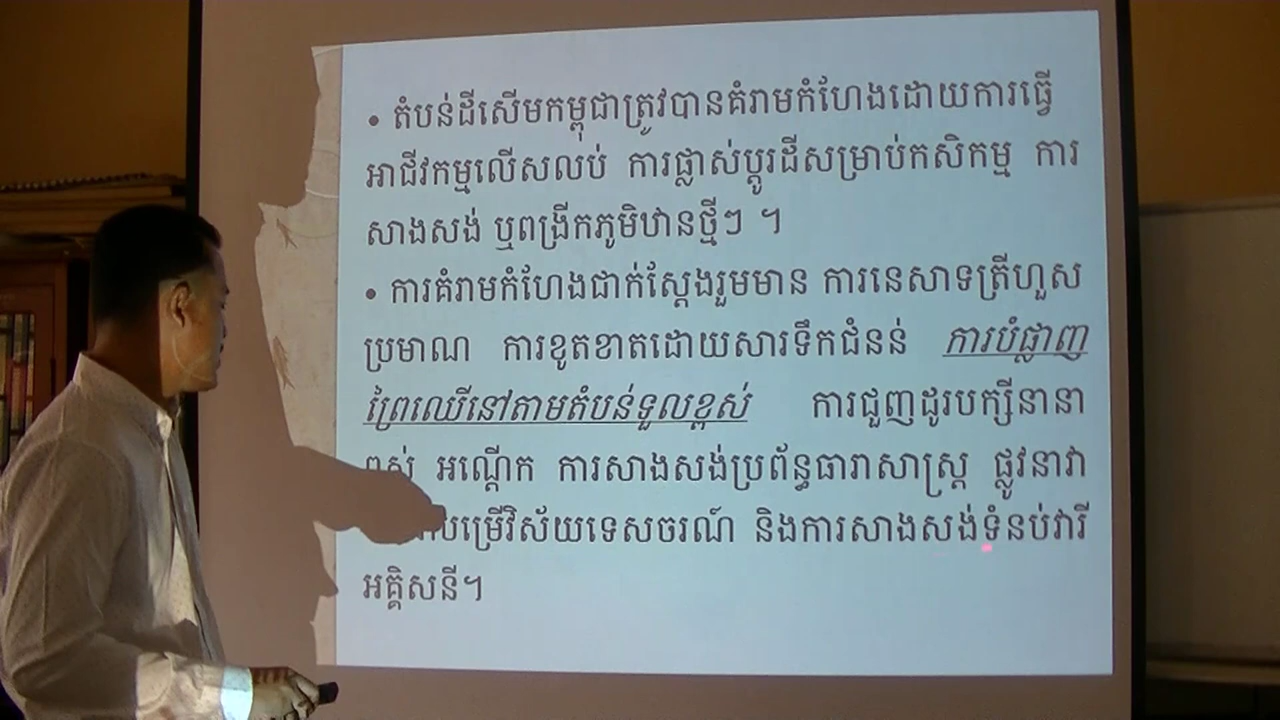 • តំបន់ដីសើមកម្ពុជាត្រូវបានគំរាមកំហែងដោយការធ្វើ
អាជីវកម្មលើសលប់ ការផ្លាស់ប្តូរដីសម្រាប់កសិកម្ម ការ
សាងសង់ ឬពង្រីកភូមិឋានថ្មីៗ ។
• ការគំរាមកំហែងជាក់ស្តែងរួមមាន ការនេសាទត្រីហួស
ប្រមាណ ការខូតខាតដោយសារទឹកជំនន់ ការបំផ្លាញ
ព្រៃឈើនៅតាមតំបន់ទួលខ្ពស់ ការជួញដូរបក្សីនានា
ពស់ អណ្តើក ការសាងសង់ប្រព័ន្ធធារាសាស្ត្រ ផ្លូវនាវា
បម្រើវិស័យទេសចរណ៍ និងការសាងសង់ទំនប់វារី
អគ្គិសនី។